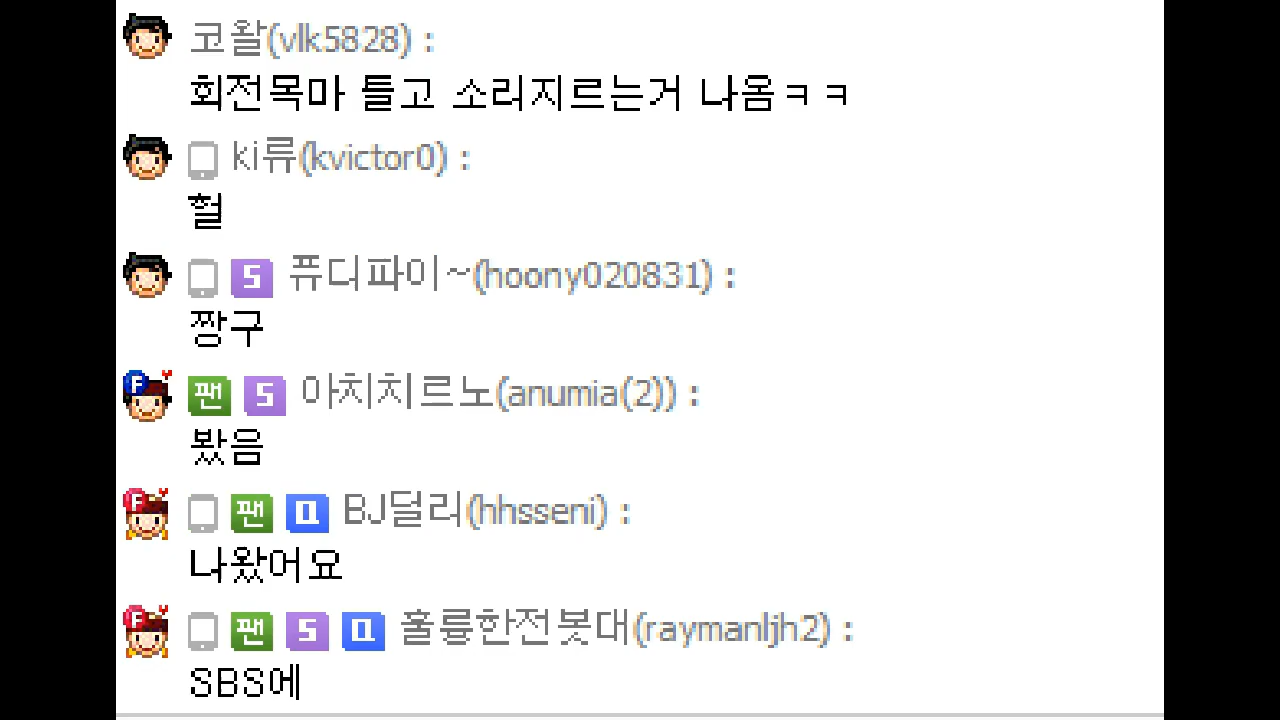 코왈(vlk5828) :
회전목마 틀고 소리지르는거 나옴ㅋㅋ
ki류(kvictor0) :
헐
S 퓨디파이~(hoony020831) :
짱구
팬 S 아치치르노(anumia(2)) :
봤음
팬 Q BJ덜리(hhsseni) :
나왔어요
팬 S Q 훌륭한전봇대(raymanljh2) :
SBS에